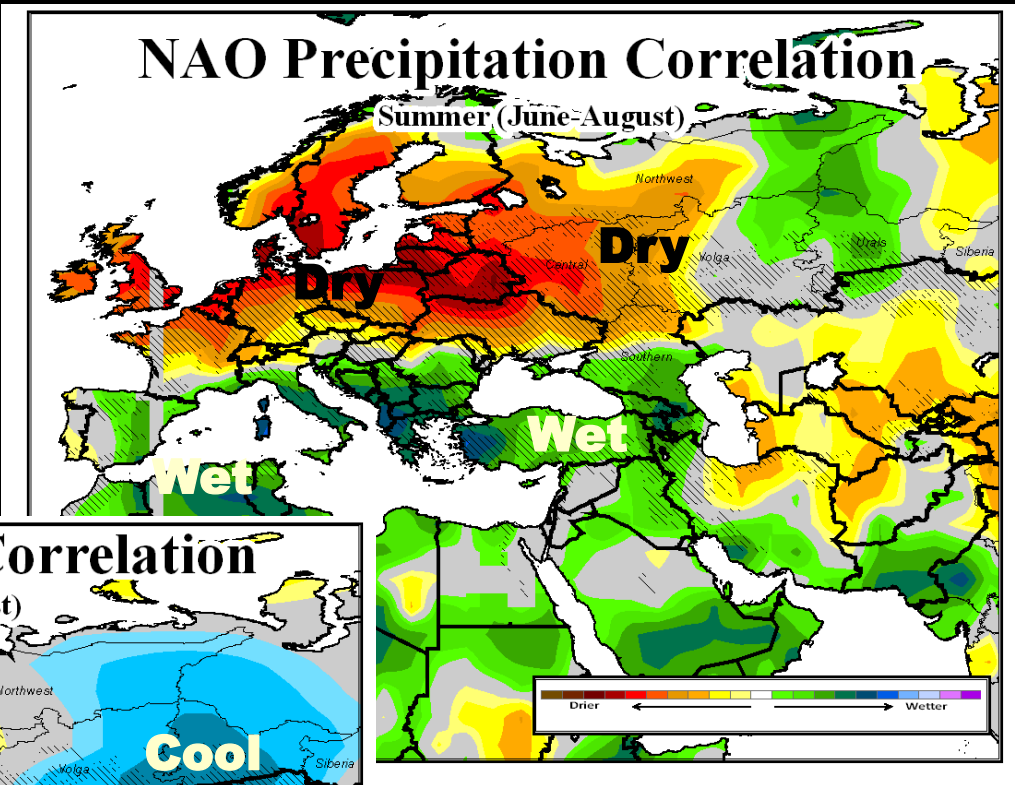 NAO Precipitation Correlation
Summer (June-August)
Northwest
Dry
Volga
Urals
Siberia
Central
Dry
Southern
Wet
Wet
Drier
Wetter
Correlation
st)
Northwest
Cool
Volga
Siberia